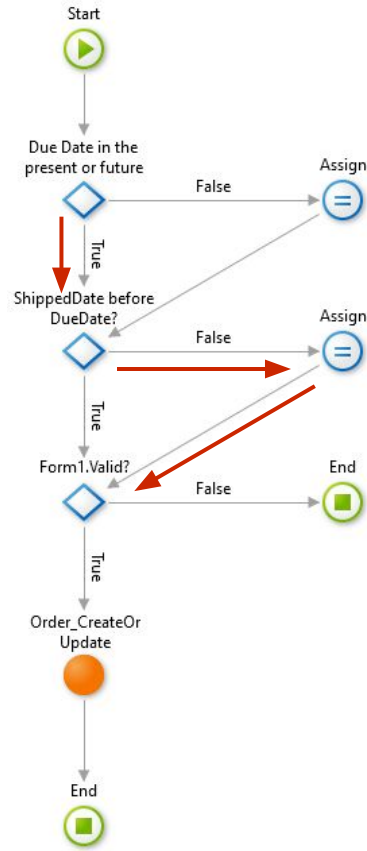 Start
Due Date in the
present or future
Assign
False
True
ShippedDate before
DueDate?
Assign
False
True
Form1.Valid?
End
False
True
Order_CreateOr
Update
End